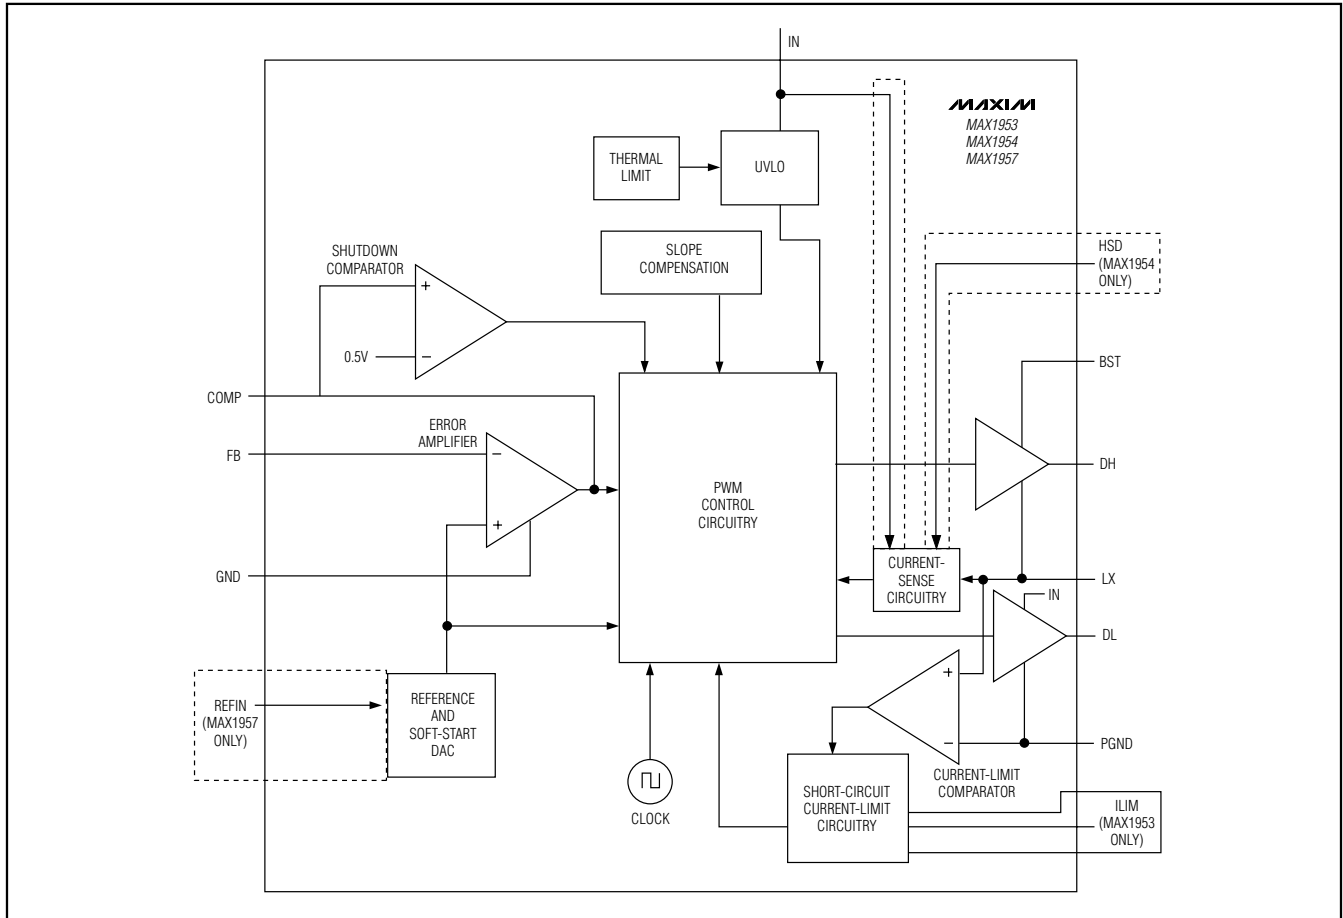 IN
MAXIM
MAX1953
MAX1954
MAX1957
THERMAL
LIMIT
UVLO
SLOPE
COMPENSATION
HSD
(MAX1954
ONLY)
SHUTDOWN
COMPARATOR
+
0.5V
−
BST
COMP
ERROR
AMPLIFIER
FB
−
+
DH
PWM
CONTROL
CIRCUITRY
GND
CURRENT-
SENSE
CIRCUITRY
LX
IN
DL
REFIN
(MAX1957
ONLY)
REFERENCE
AND
SOFT-START
DAC
+
−
PGND
CURRENT-LIMIT
COMPARATOR
CLOCK
SHORT-CIRCUIT
CURRENT-LIMIT
CIRCUITRY
ILIM
(MAX1953
ONLY)